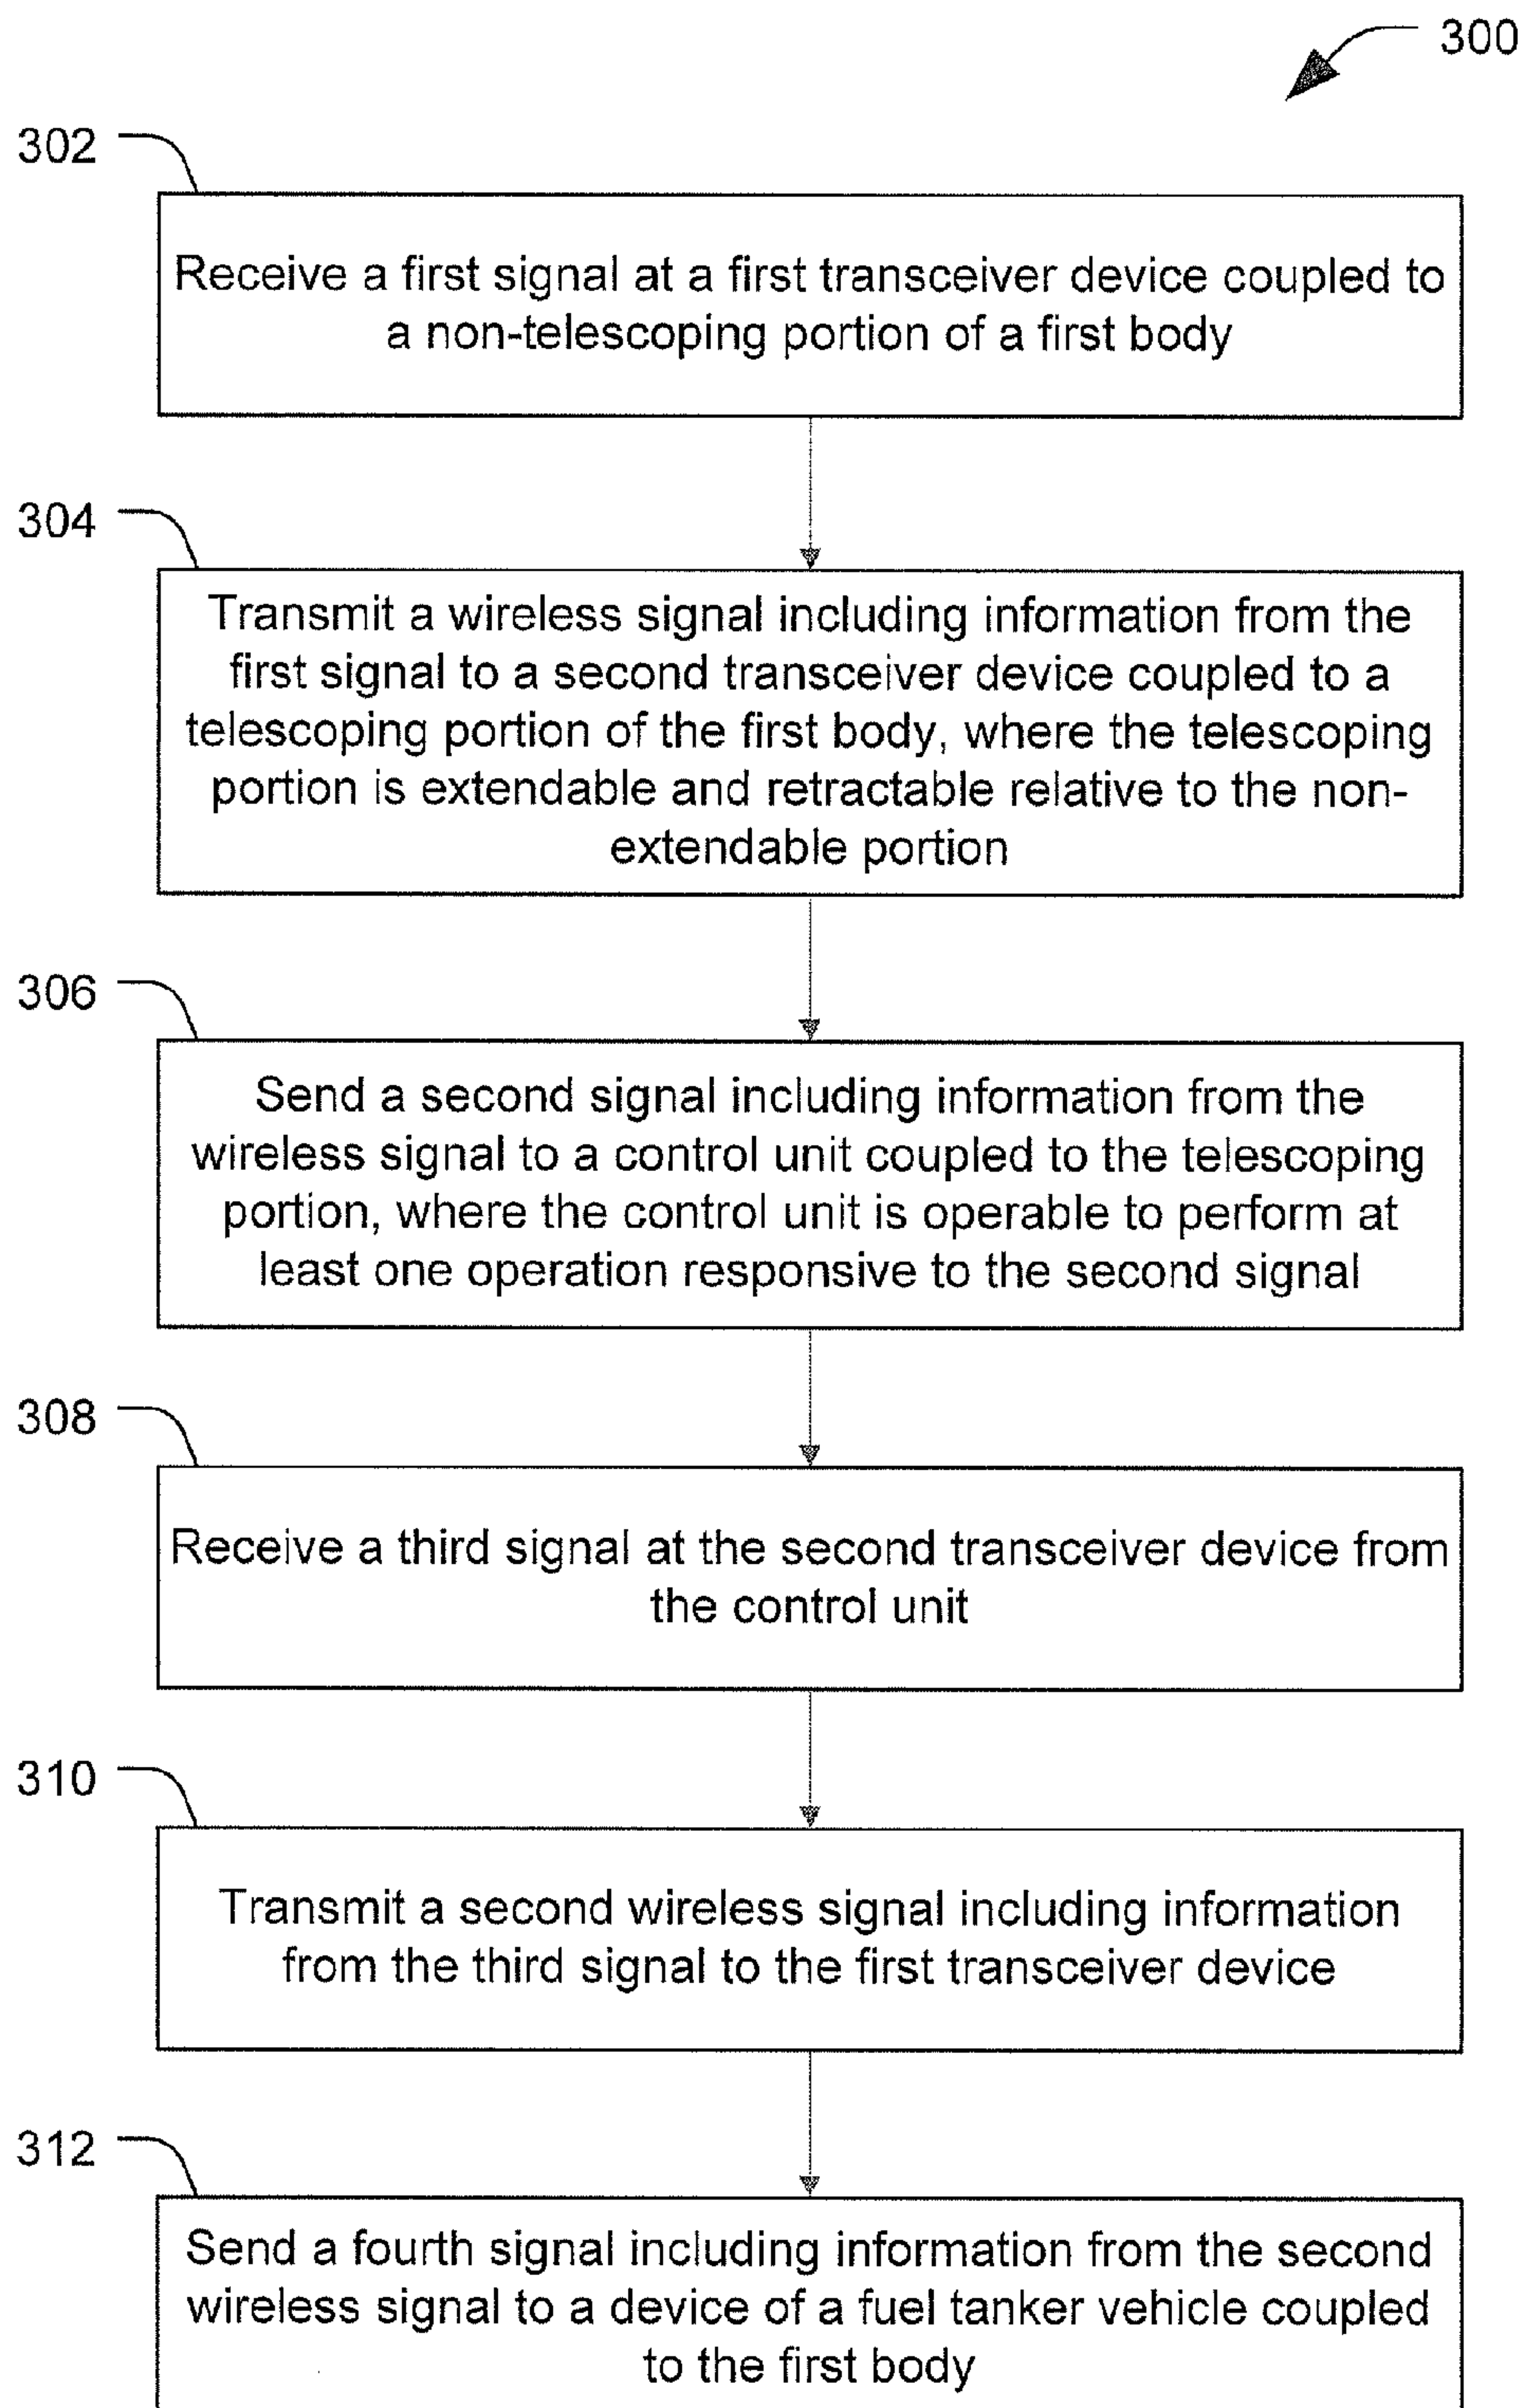 300
302
Receive a first signal at a first transceiver device coupled to
a non-telescoping portion of a first body
304
Transmit a wireless signal including information from the
first signal to a second transceiver device coupled to a
telescoping portion of the first body, where the telescoping
portion is extendable and retractable relative to the non-
extendable portion
306
Send a second signal including information from the
wireless signal to a control unit coupled to the telescoping
portion, where the control unit is operable to perform at
least one operation responsive to the second signal
308
Receive a third signal at the second transceiver device from
the control unit
310
Transmit a second wireless signal including information
from the third signal to the first transceiver device
312
Send a fourth signal including information from the second
wireless signal to a device of a fuel tanker vehicle coupled
to the first body